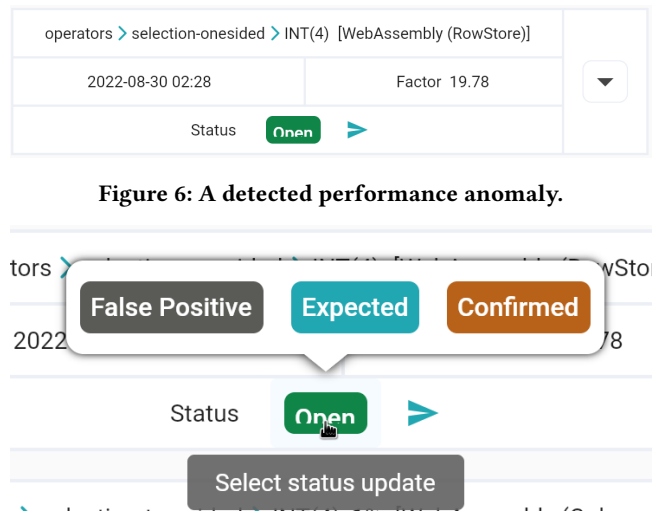 operators > selection-onesided > INT(4) [WebAssembly (RowStore)]
2022-08-30 02:28 Factor 19.78
Status Open
Figure 6: A detected performance anomaly.
tors
False Positive Expected Confirmed
2022 78
Status Open
Select status update